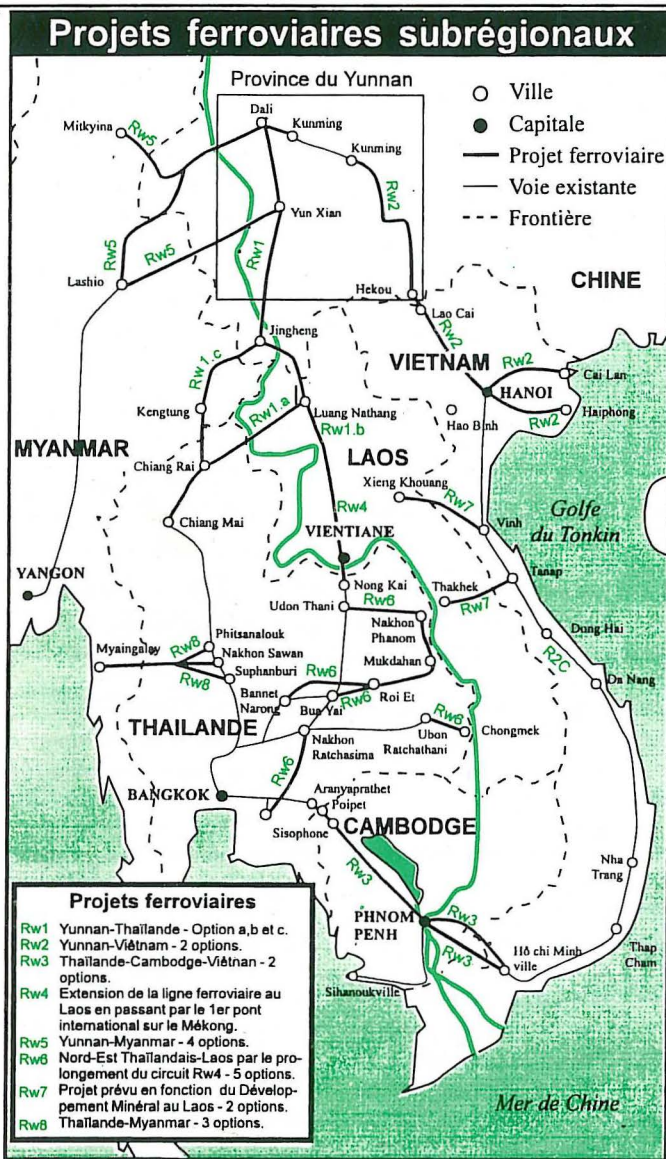 Projets ferroviaires subrégionaux
Province du Yunnan
Ville
Capitale
Projet ferroviaire
Voie existante
Frontière
Mitkyina
Rw5
Dali
Kunming
Kunming
Rw2
Yun Xian
Rw5
Rw5
Rw1
Lashio
Hekou
CHINE
Lao Cai
Rw2
Jingheng
VIETNAM
Rw2
Cai Lan
HANOI
Rw1.c
Rw1.a
Kengtung
Luang Nathang
Rw1.b
Hao Binh
Rw2
Haiphong
MYANMAR
LAOS
Chiang Rai
Xieng Khouang
Rw7
Rw4
Golfe
du Tonkin
Chiang Mai
Vinh
VIENTIANE
YANGON
Nong Kai
Thakhek
Tanap
Rw7
Udon Thani
Rw6
Nakhon
Phanom
Dong Hai
Phitsanalouk
Rw8
Nakhon Sawan
Myaingalay
Suphanburi
Rw8
Mukdahan
R2C
Da Nang
Rw6
Bannet
Narong
Bua Yai
Rw6
Roi Et
THAILANDE
Rw6
Chongmek
Ubon
Ratchathani
Nakhon
Ratchasima
Rw6
BANGKOK
Aranyaprathet
Poipet
Sisophone
CAMBODGE
Rw3
Nha
Trang
PHNOM
PENH
Rw3
Rw3
Hô chi Minh
ville
Thap
Cham
Sihanoukville
Mer de Chine
Projets ferroviaires
Rw1 Yunnan-Thaïlande - Option a,b et c.
Rw2 Yunnan-Viêtnam - 2 options.
Rw3 Thaïlande-Cambodge-Viêtnan - 2
options.
Rw4 Extension de la ligne ferroviaire au
Laos en passant par le 1er pont
international sur le Mékong.
Rw5 Yunnan-Myanmar - 4 options.
Rw6 Nord-Est Thaïlandais-Laos par le pro-
longement du circuit Rw4 - 5 options.
Rw7 Projet prévu en fonction du Dévelop-
pement Minéral au Laos - 2 options.
Rw8 Thaïlande-Myanmar - 3 options.